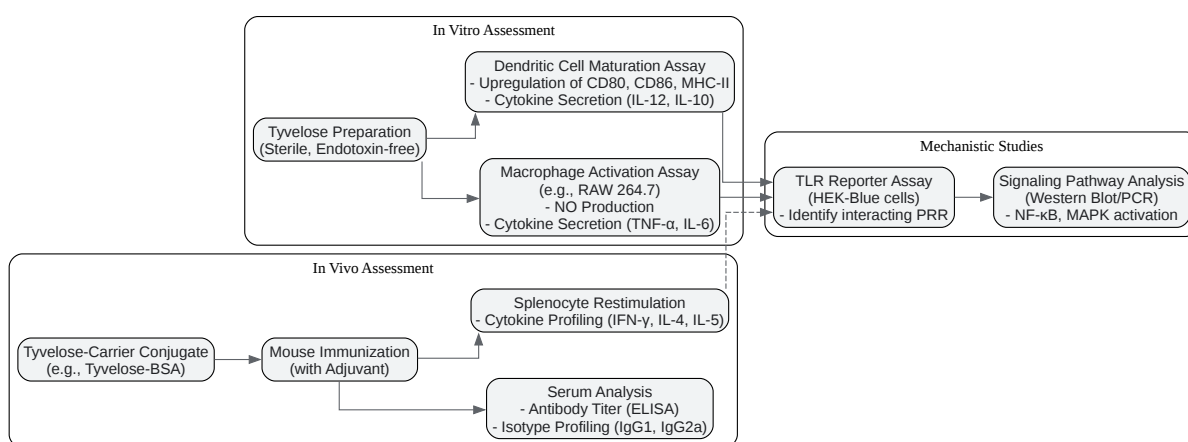 In Vitro Assessment
Dendritic Cell Maturation Assay
- Upregulation of CD80, CD86, MHC-II
- Cytokine Secretion (IL-12, IL-10)
Tyvelose Preparation
(Sterile, Endotoxin-free)
Macrophage Activation Assay
(e.g., RAW 264.7)
- NO Production
- Cytokine Secretion (TNF-α, IL-6)
Mechanistic Studies
TLR Reporter Assay
(HEK-Blue cells)
- Identify interacting PRR
Signaling Pathway Analysis
(Western Blot/PCR)
- NF-κB, MAPK activation
In Vivo Assessment
Splenocyte Restimulation
- Cytokine Profiling (IFN-γ, IL-4, IL-5)
Tyvelose-Carrier Conjugate
(e.g., Tyvelose-BSA)
Mouse Immunization
(with Adjuvant)
Serum Analysis
- Antibody Titer (ELISA)
- Isotype Profiling (IgG1, IgG2a)